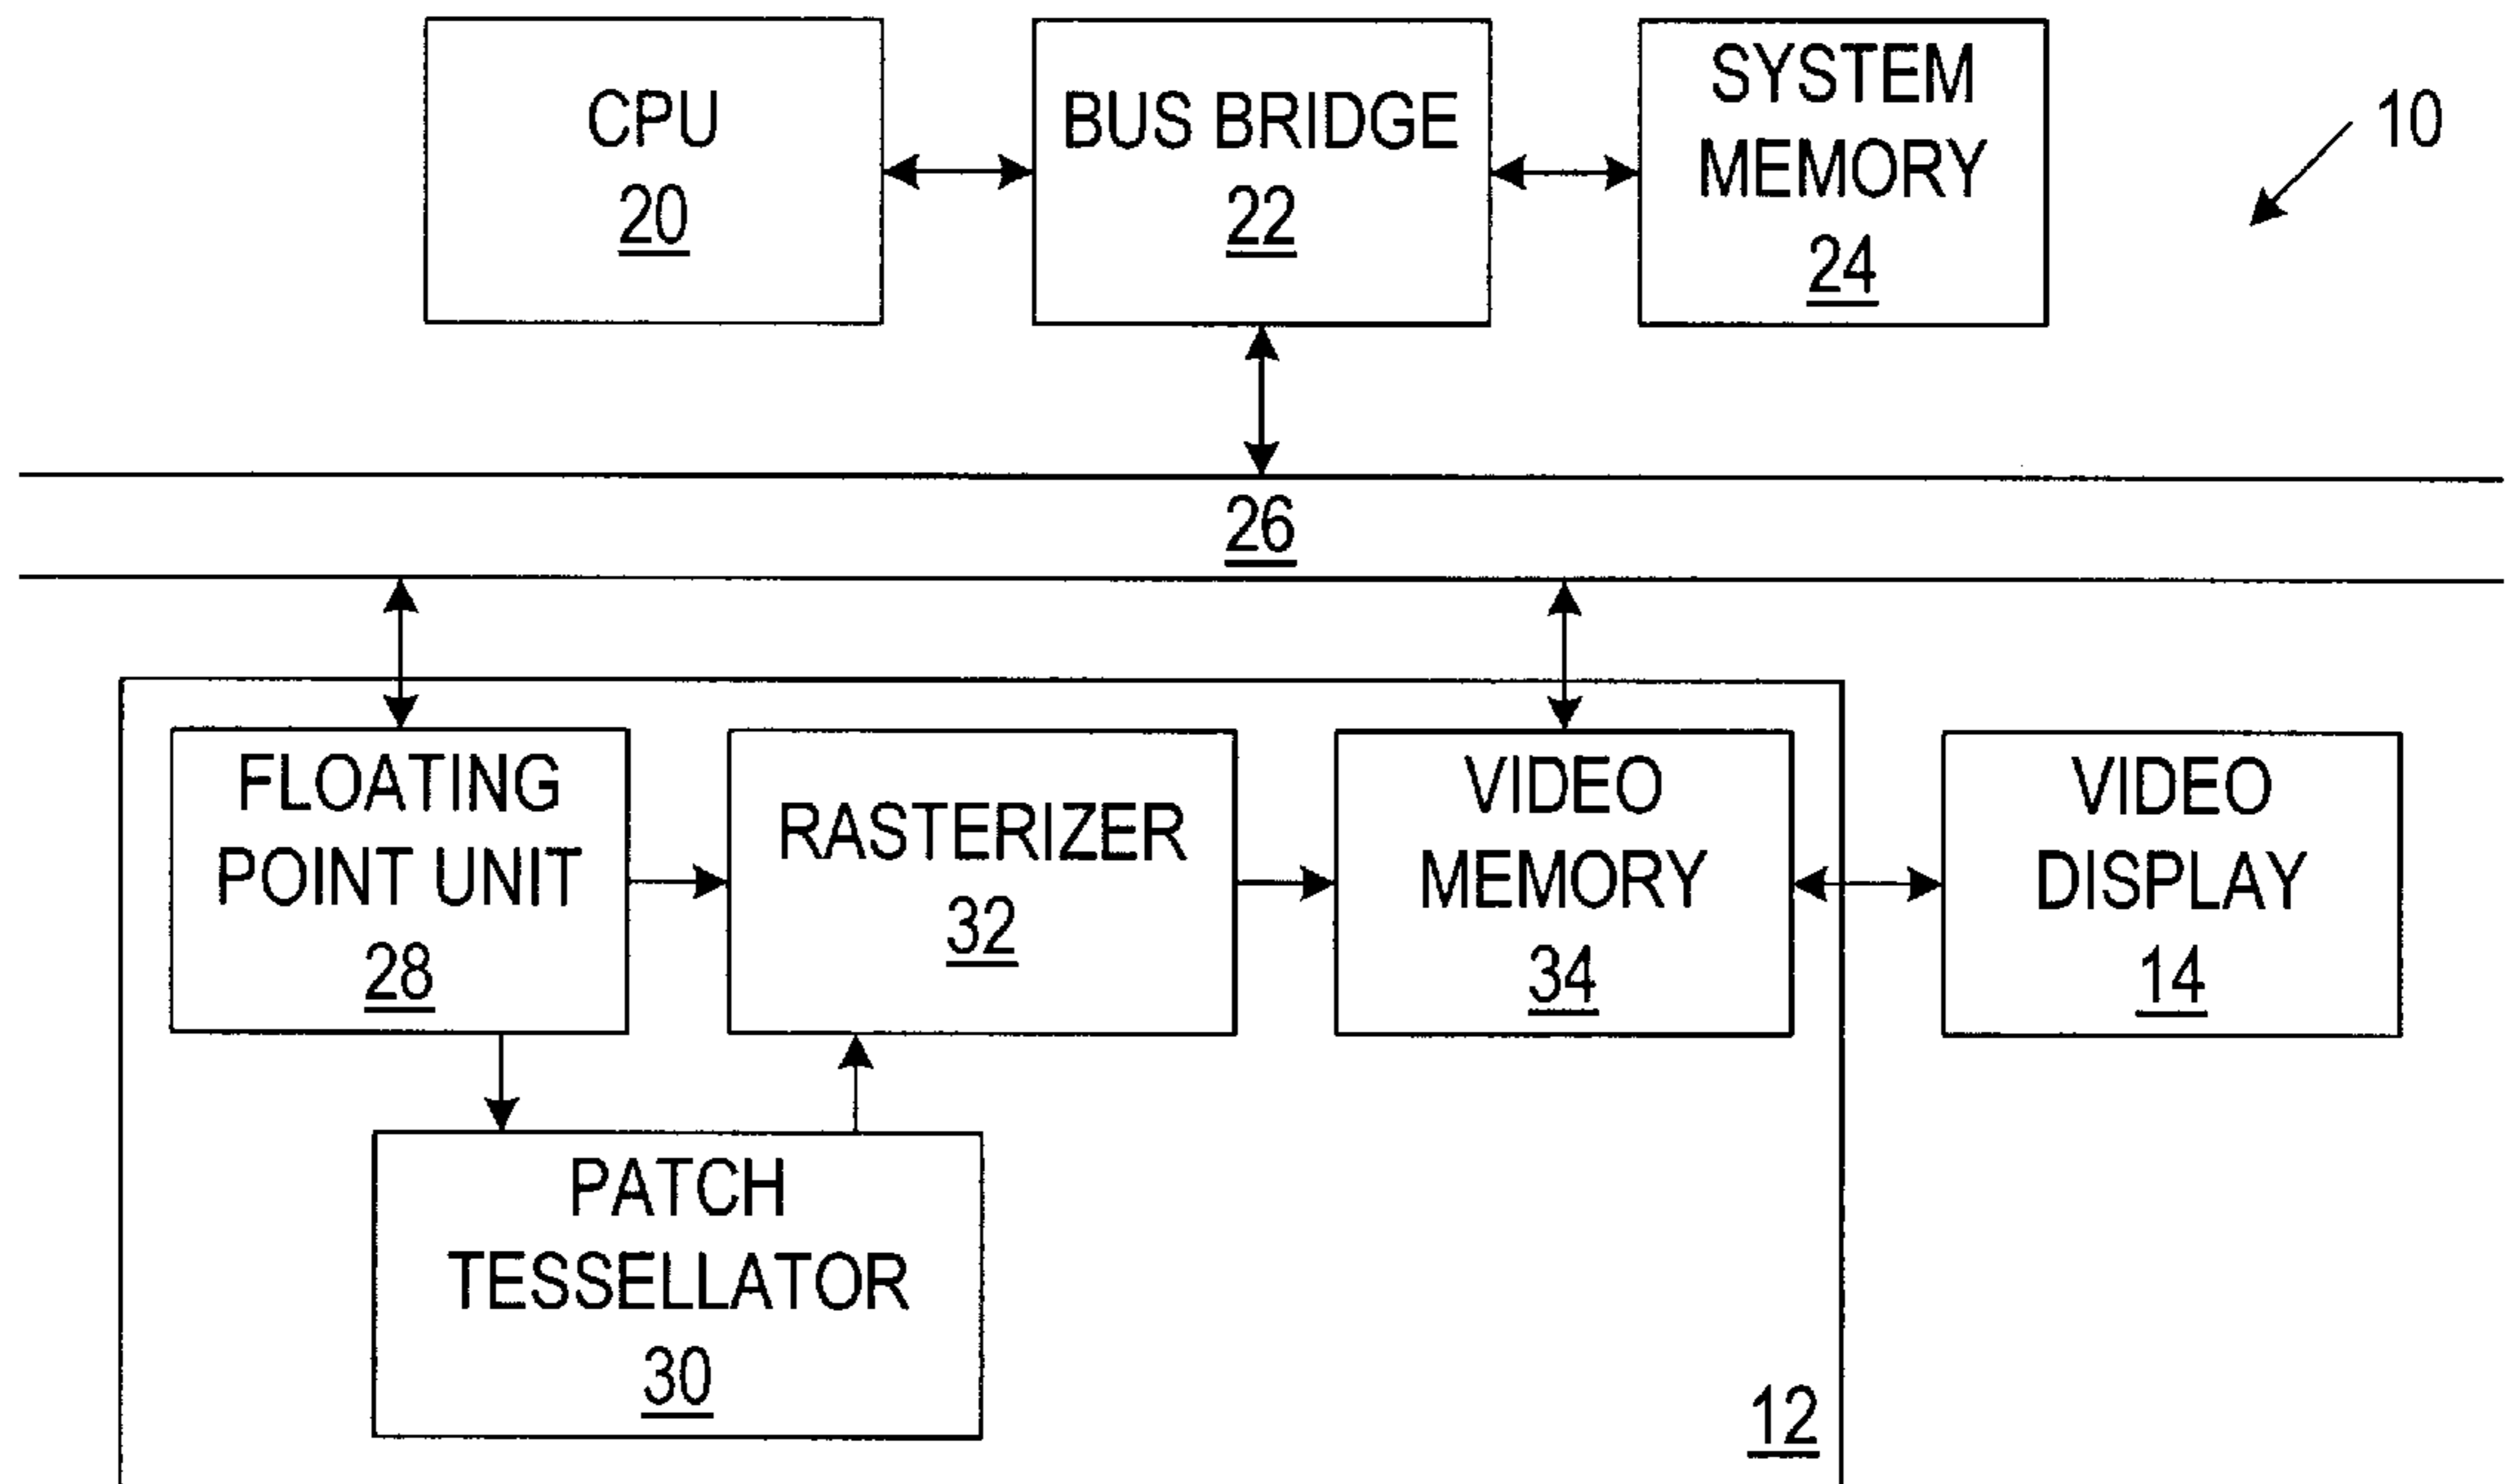 CPU
20
BUS BRIDGE
22
SYSTEM
MEMORY
24
10
26
FLOATING
POINT UNIT
28
RASTERIZER
32
VIDEO
MEMORY
34
VIDEO
DISPLAY
14
PATCH
TESSELLATOR
30
12